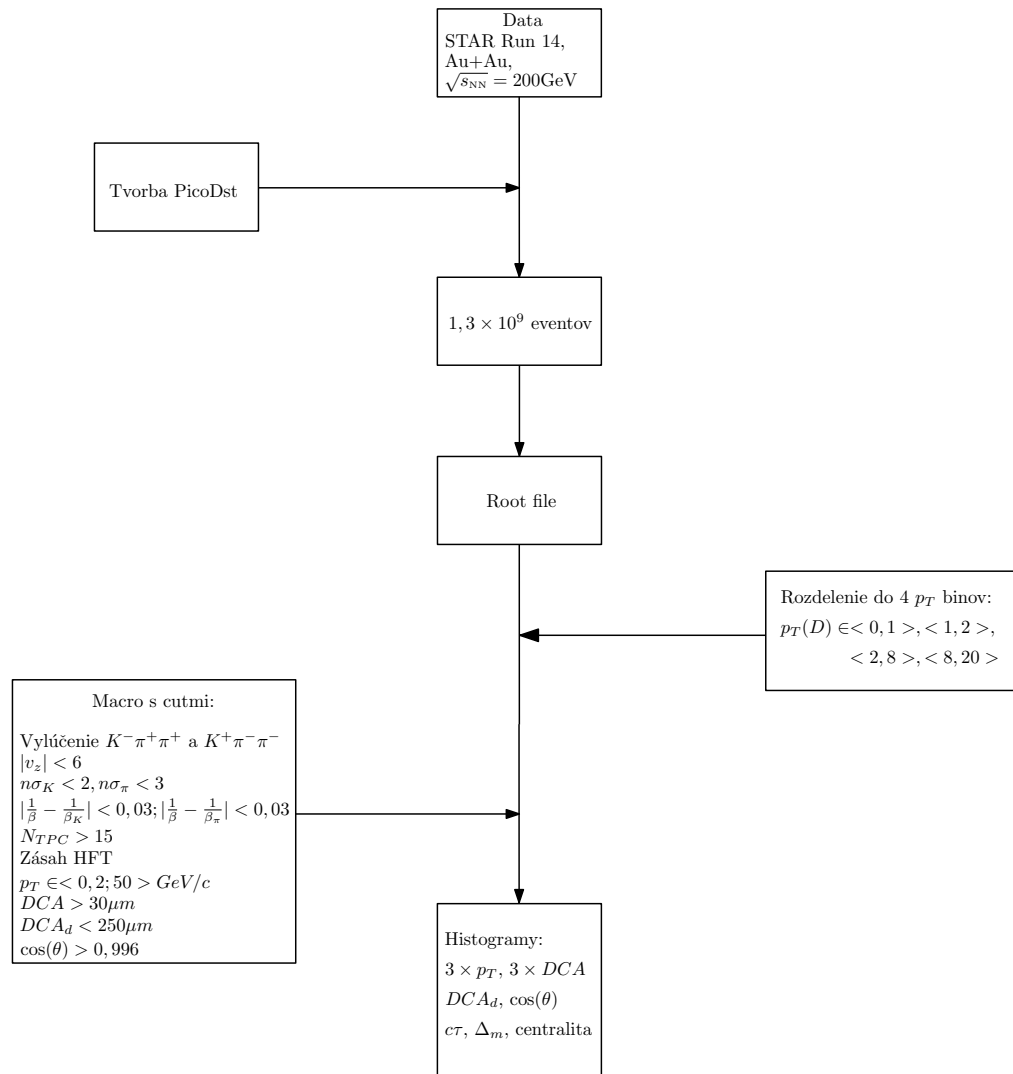 Data
STAR Run 14,
Au+Au,
√s_NN = 200GeV
Tvorba PicoDst
1, 3 × 10⁹ eventov
Root file
Rozdelenie do 4 p_T binov:
p_T(D) ∈< 0, 1 >, < 1, 2 >,
< 2, 8 >, < 8, 20 >
Macro s cutmi:
Vylúčenie K⁻π⁺π⁺ a K⁺π⁻π⁻
|v_z| < 6
nσ_K < 2, nσ_π < 3
|1/β − 1/β_K| < 0, 03; |1/β − 1/β_π| < 0, 03
N_TPC > 15
Zásah HFT
p_T ∈< 0, 2; 50 > GeV/c
DCA > 30μm
DCA_d < 250μm
cos(θ) > 0, 996
Histogramy:
3 × p_T, 3 × DCA
DCA_d, cos(θ)
cτ, Δ_m, centralita